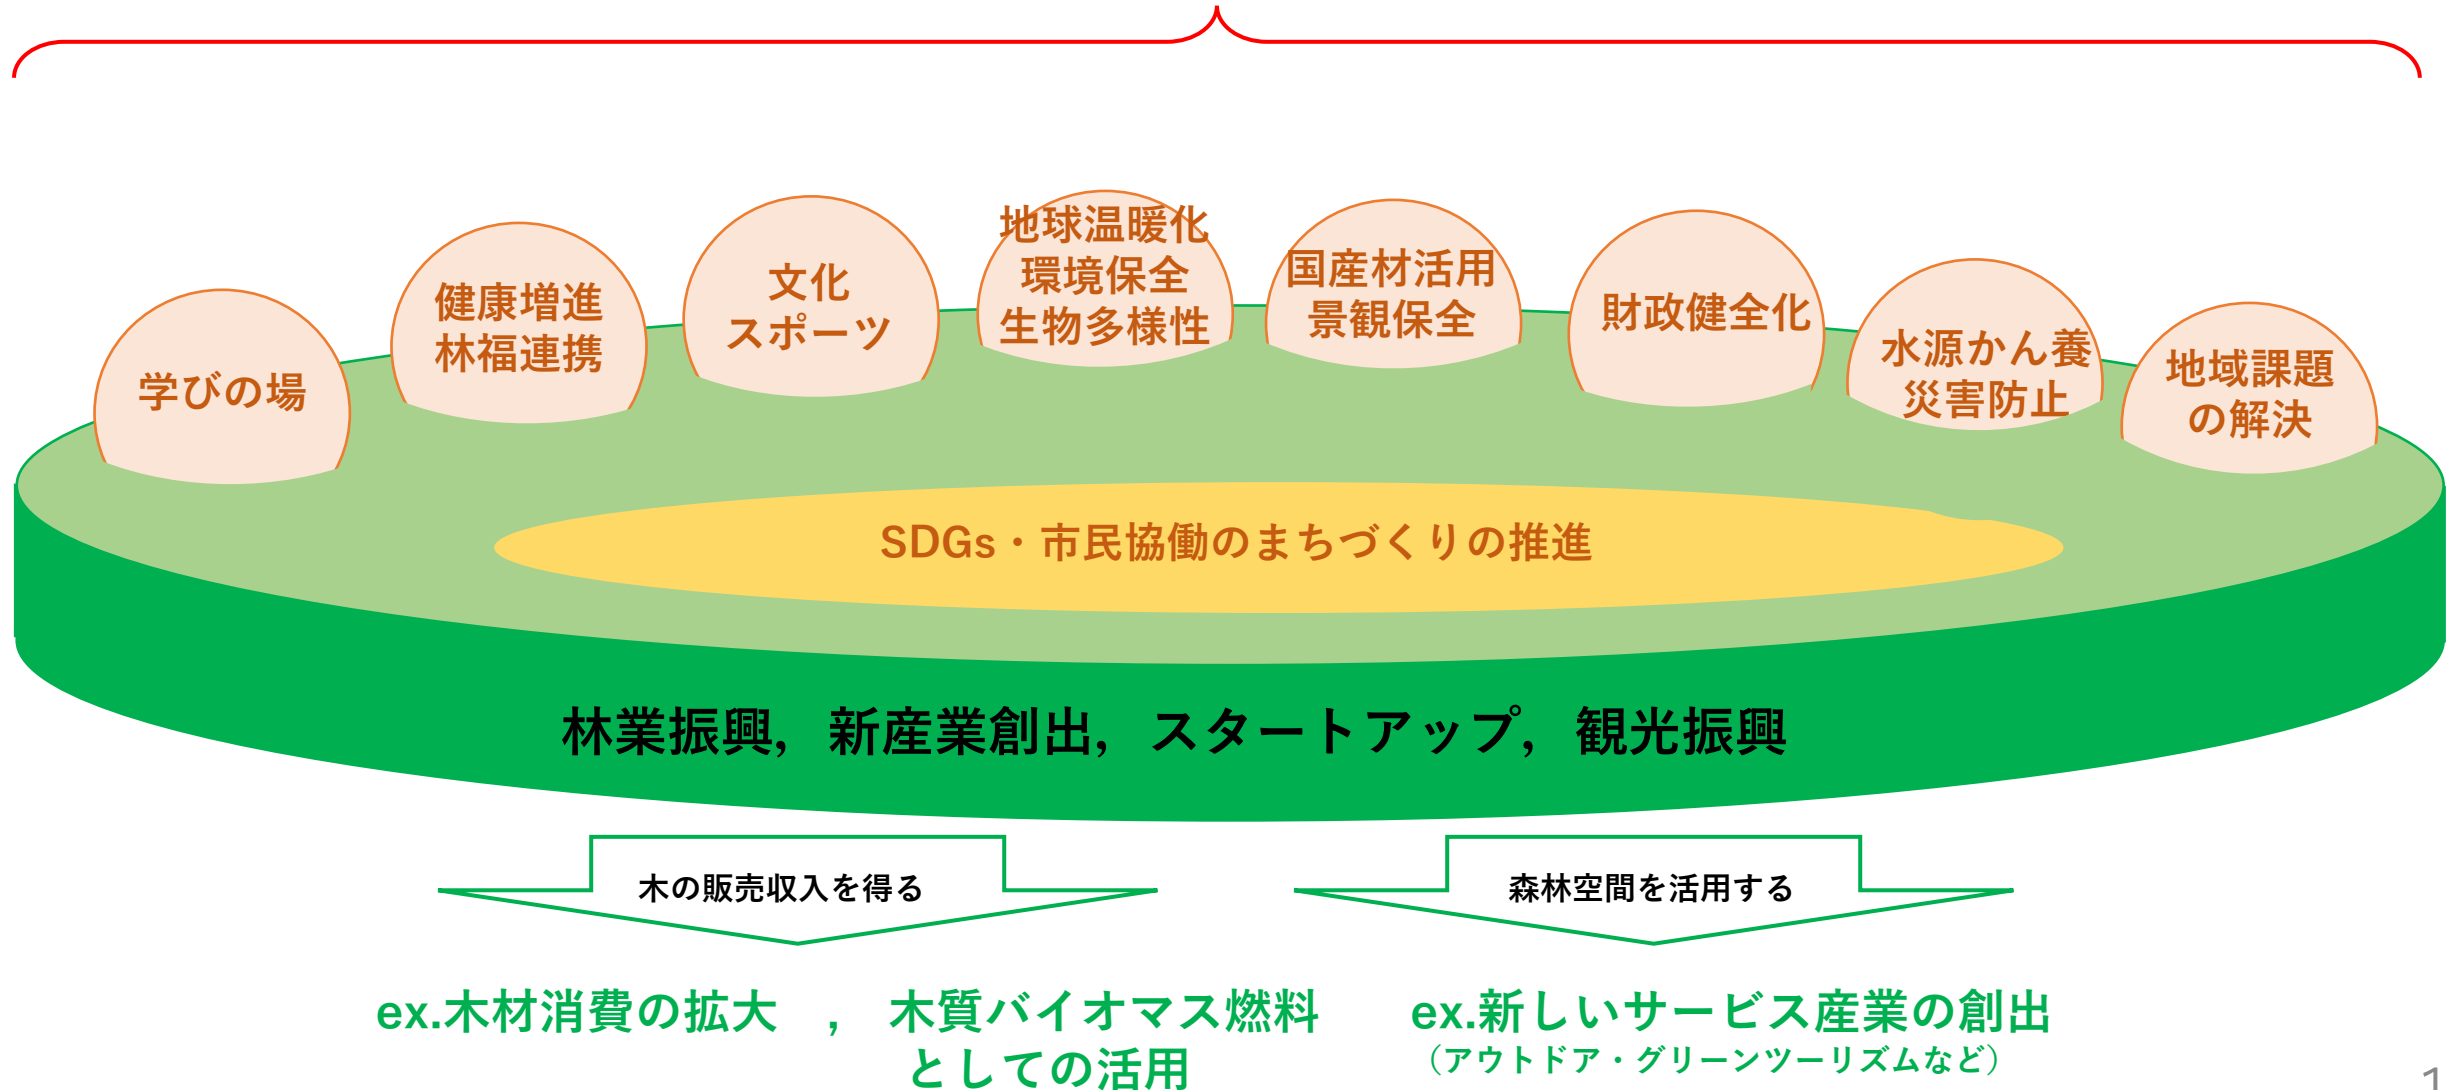 学びの場
健康増進
林福連携
文化
スポーツ
地球温暖化
環境保全
生物多様性
国産材活用
景観保全
財政健全化
水源かん養
災害防止
地域課題
の解決
SDGs・市民協働のまちづくりの推進
林業振興，新産業創出，スタートアップ，観光振興
木の販売収入を得る
森林空間を活用する
ex.木材消費の拡大　，　木質バイオマス燃料
としての活用
ex.新しいサービス産業の創出
（アウトドア・グリーンツーリズムなど）